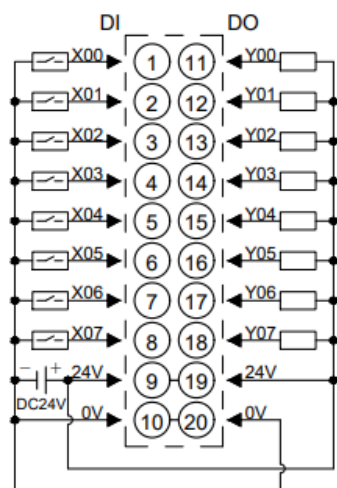 DI DO
X00 1 11 Y00
X01 2 12 Y01
X02 3 13 Y02
X03 4 14 Y03
X04 5 15 Y04
X05 6 16 Y05
X06 7 17 Y06
X07 8 18 Y07
− + 24V 9 19 24V
DC24V 0V 10 20 0V